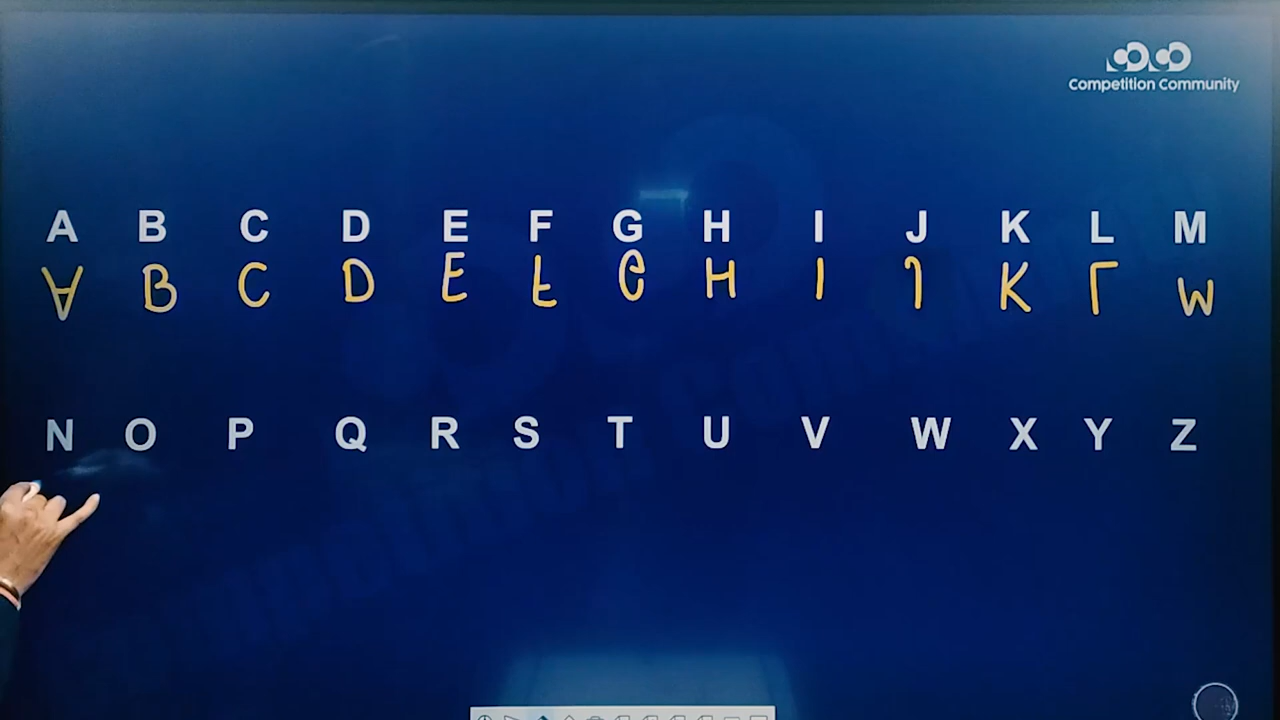 Competition Community
A B C D E F G H I J K L M
∀ B C D E Ł G H I J K Γ W
N O P Q R S T U V W X Y Z